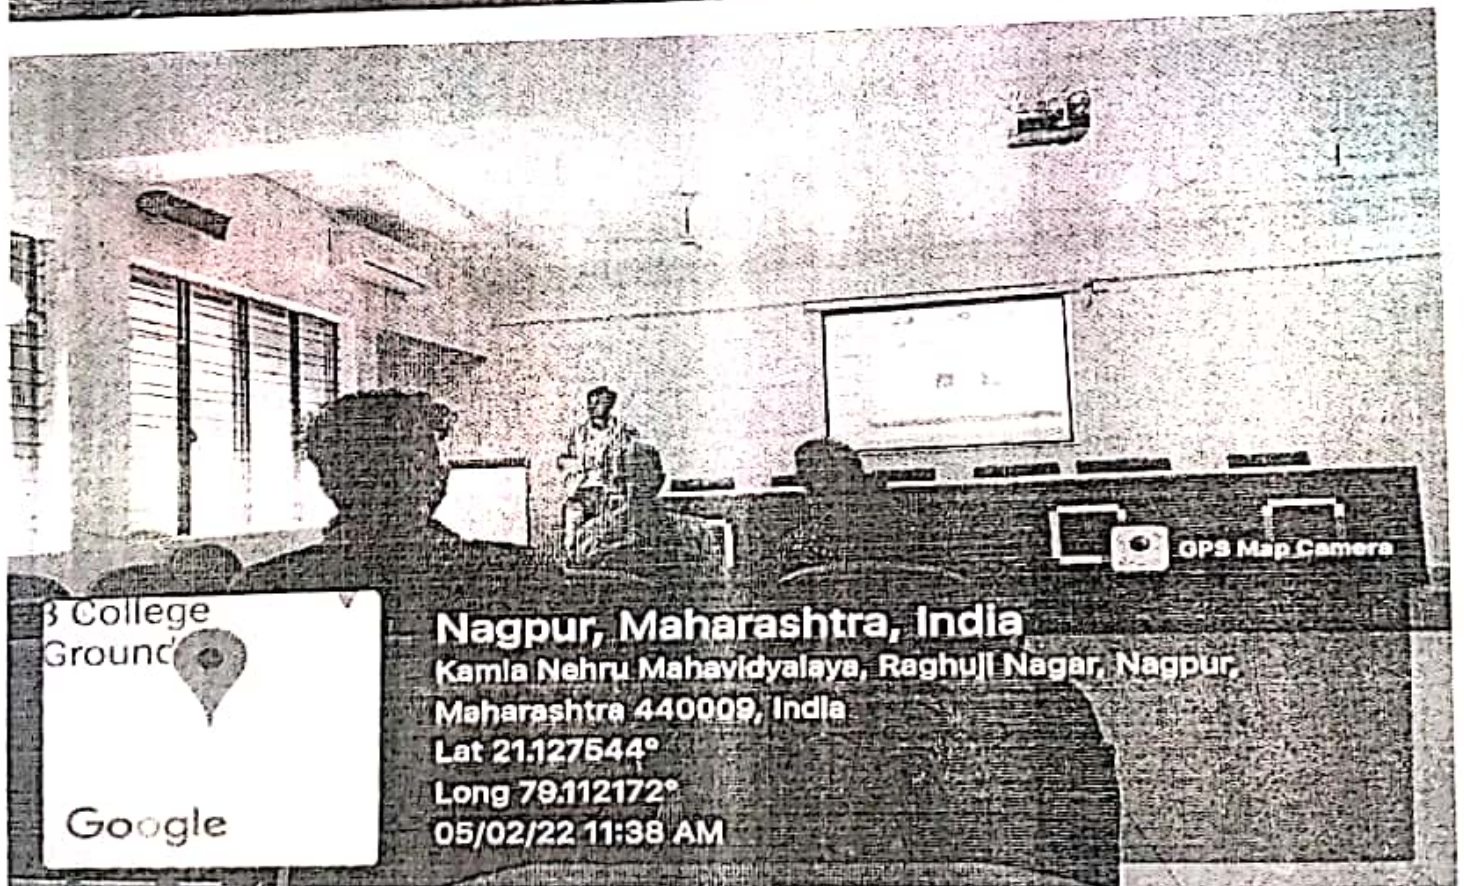 GPS Map Camera
College
Ground
Google
Nagpur, Maharashtra, India
Kamla Nehru Mahavidyalaya, Raghuji Nagar, Nagpur,
Maharashtra 440009, India
Lat 21.127544°
Long 79.112172°
05/02/22 11:38 AM